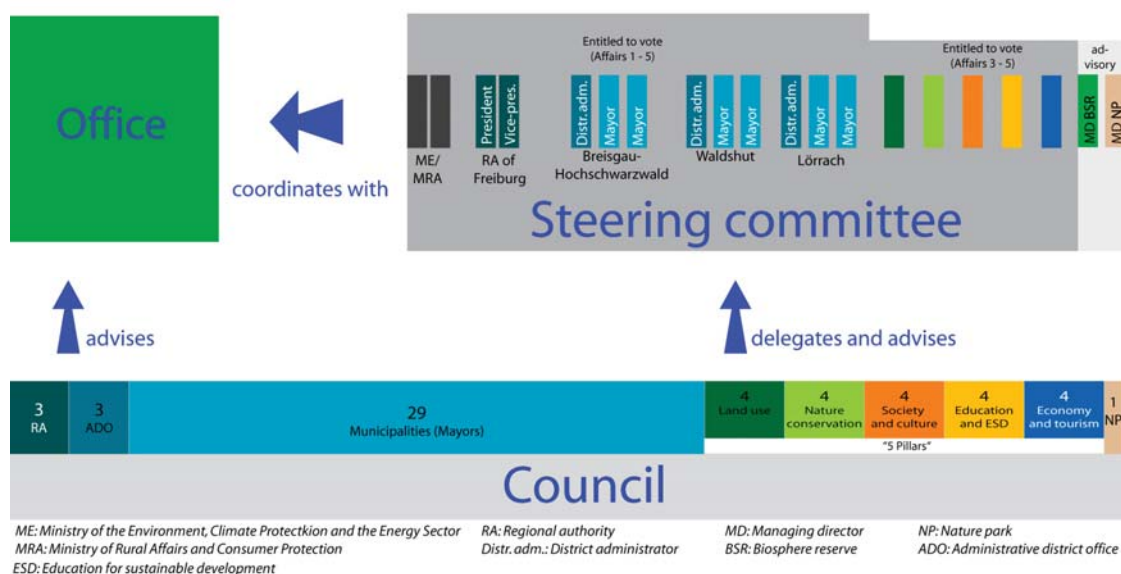 Office
coordinates with
Entitled to vote
(Affairs 1 - 5)
Entitled to vote
(Affairs 3 - 5)
ad-
visory
President
Vice-pres.
Distr. adm.
Mayor
Mayor
Distr. adm.
Mayor
Mayor
Distr. adm.
Mayor
Mayor
MD BSR
MD NP
ME/
MRA
RA of
Freiburg
Breisgau-
Hochschwarzwald
Waldshut
Lörrach
Steering committee
advises
delegates and advises
3
RA
3
ADO
29
Municipalities (Mayors)
4
Land use
4
Nature
conservation
4
Society
and culture
4
Education
and ESD
4
Economy
and tourism
1
NP
"5 Pillars"
Council
ME: Ministry of the Environment, Climate Protectkion and the Energy Sector
MRA: Ministry of Rural Affairs and Consumer Protection
ESD: Education for sustainable development
RA: Regional authority
Distr. adm.: District administrator
MD: Managing director
BSR: Biosphere reserve
NP: Nature park
ADO: Administrative district office